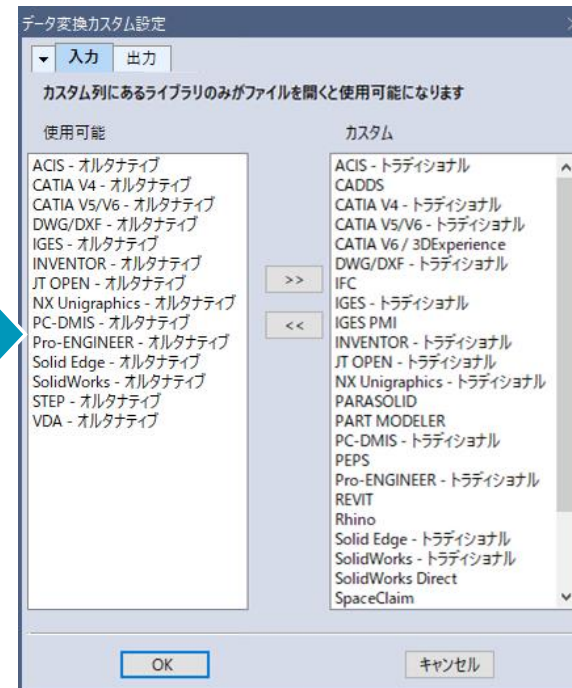 データ変換カスタム設定
入力 出力
カスタム列にあるライブラリのみがファイルを開くと使用可能になります
使用可能
ACIS - オルタナティブ
CATIA V4 - オルタナティブ
CATIA V5/V6 - オルタナティブ
DWG/DXF - オルタナティブ
IGES - オルタナティブ
INVENTOR - オルタナティブ
JT OPEN - オルタナティブ
NX Unigraphics - オルタナティブ
PC-DMIS - オルタナティブ
Pro-ENGINEER - オルタナティブ
Solid Edge - オルタナティブ
SolidWorks - オルタナティブ
STEP - オルタナティブ
VDA - オルタナティブ
>>
<<
カスタム
ACIS - トラディショナル
CADDS
CATIA V4 - トラディショナル
CATIA V5/V6 - トラディショナル
CATIA V6 / 3DExperience
DWG/DXF - トラディショナル
IFC
IGES - トラディショナル
IGES PMI
INVENTOR - トラディショナル
JT OPEN - トラディショナル
NX Unigraphics - トラディショナル
PARASOLID
PART MODELER
PC-DMIS - トラディショナル
PEPS
Pro-ENGINEER - トラディショナル
REVIT
Rhino
Solid Edge - トラディショナル
SolidWorks - トラディショナル
SolidWorks Direct
SpaceClaim
OK キャンセル